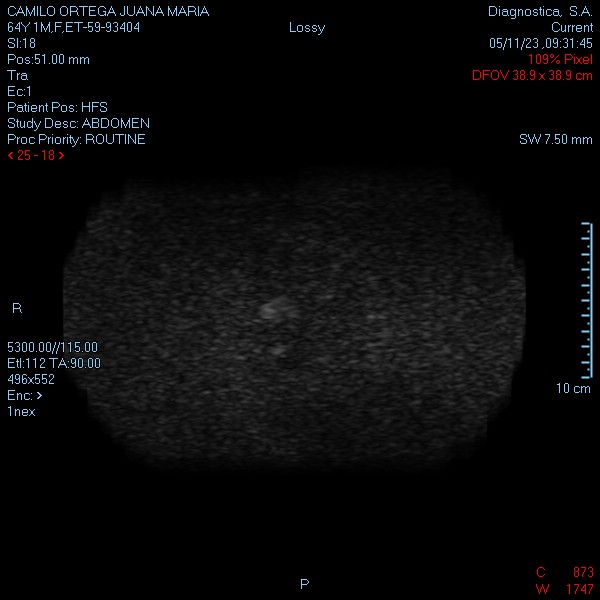 CAMILO ORTEGA JUANA MARIA
64Y 1M,F,ET-59-93404
Sl:18
Pos:51.00 mm
Tra
Ec:1
Patient Pos: HFS
Study Desc: ABDOMEN
Proc Priority: ROUTINE
< 25 - 18 >
Lossy
Diagnostica, S.A.
Current
05/11/23 ,09:31:45
109% Pixel
DFOV 38.9 x 38.9 cm
SW 7.50 mm
R
5300.00//115.00
Etl:112 TA:90.00
496x552
Enc: >
1nex
10 cm
P
C 873
W 1747